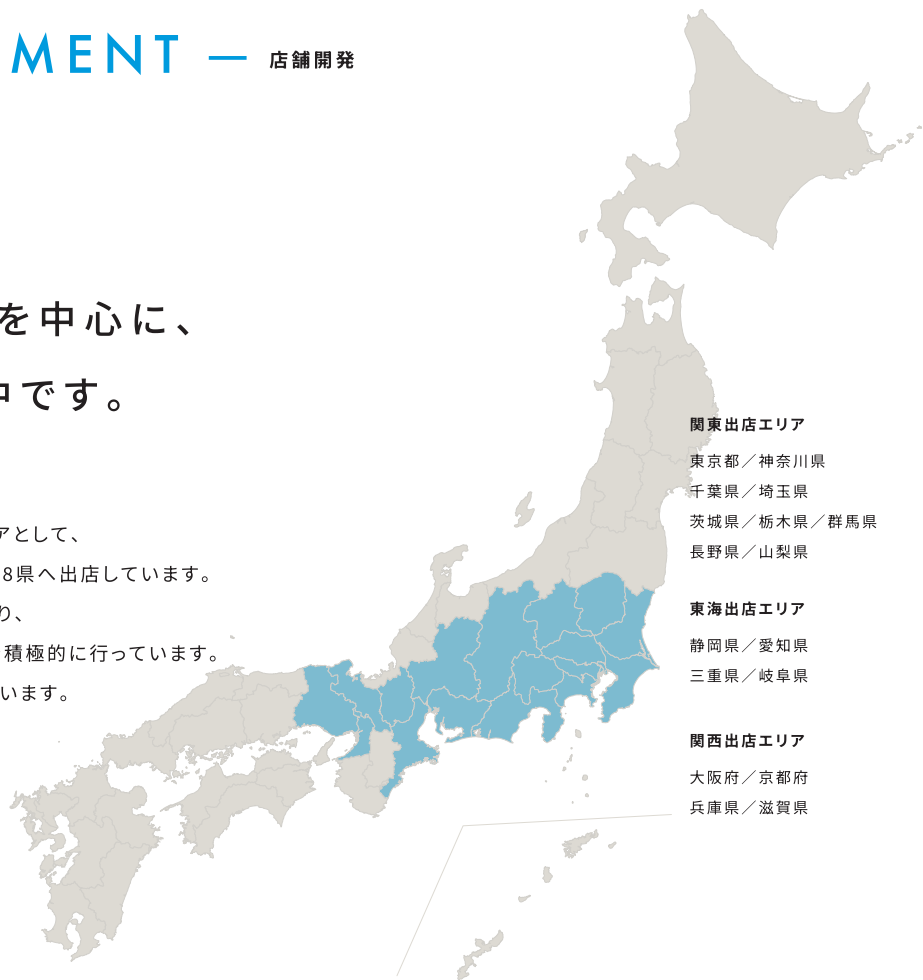 MENT — 店舗開発
を中心に、
中です。
アとして、
8県へ出店しています。
り、
積極的に行っています。
います。
関東出店エリア
東京都／神奈川県
千葉県／埼玉県
茨城県／栃木県／群馬県
長野県／山梨県
東海出店エリア
静岡県／愛知県
三重県／岐阜県
関西出店エリア
大阪府／京都府
兵庫県／滋賀県